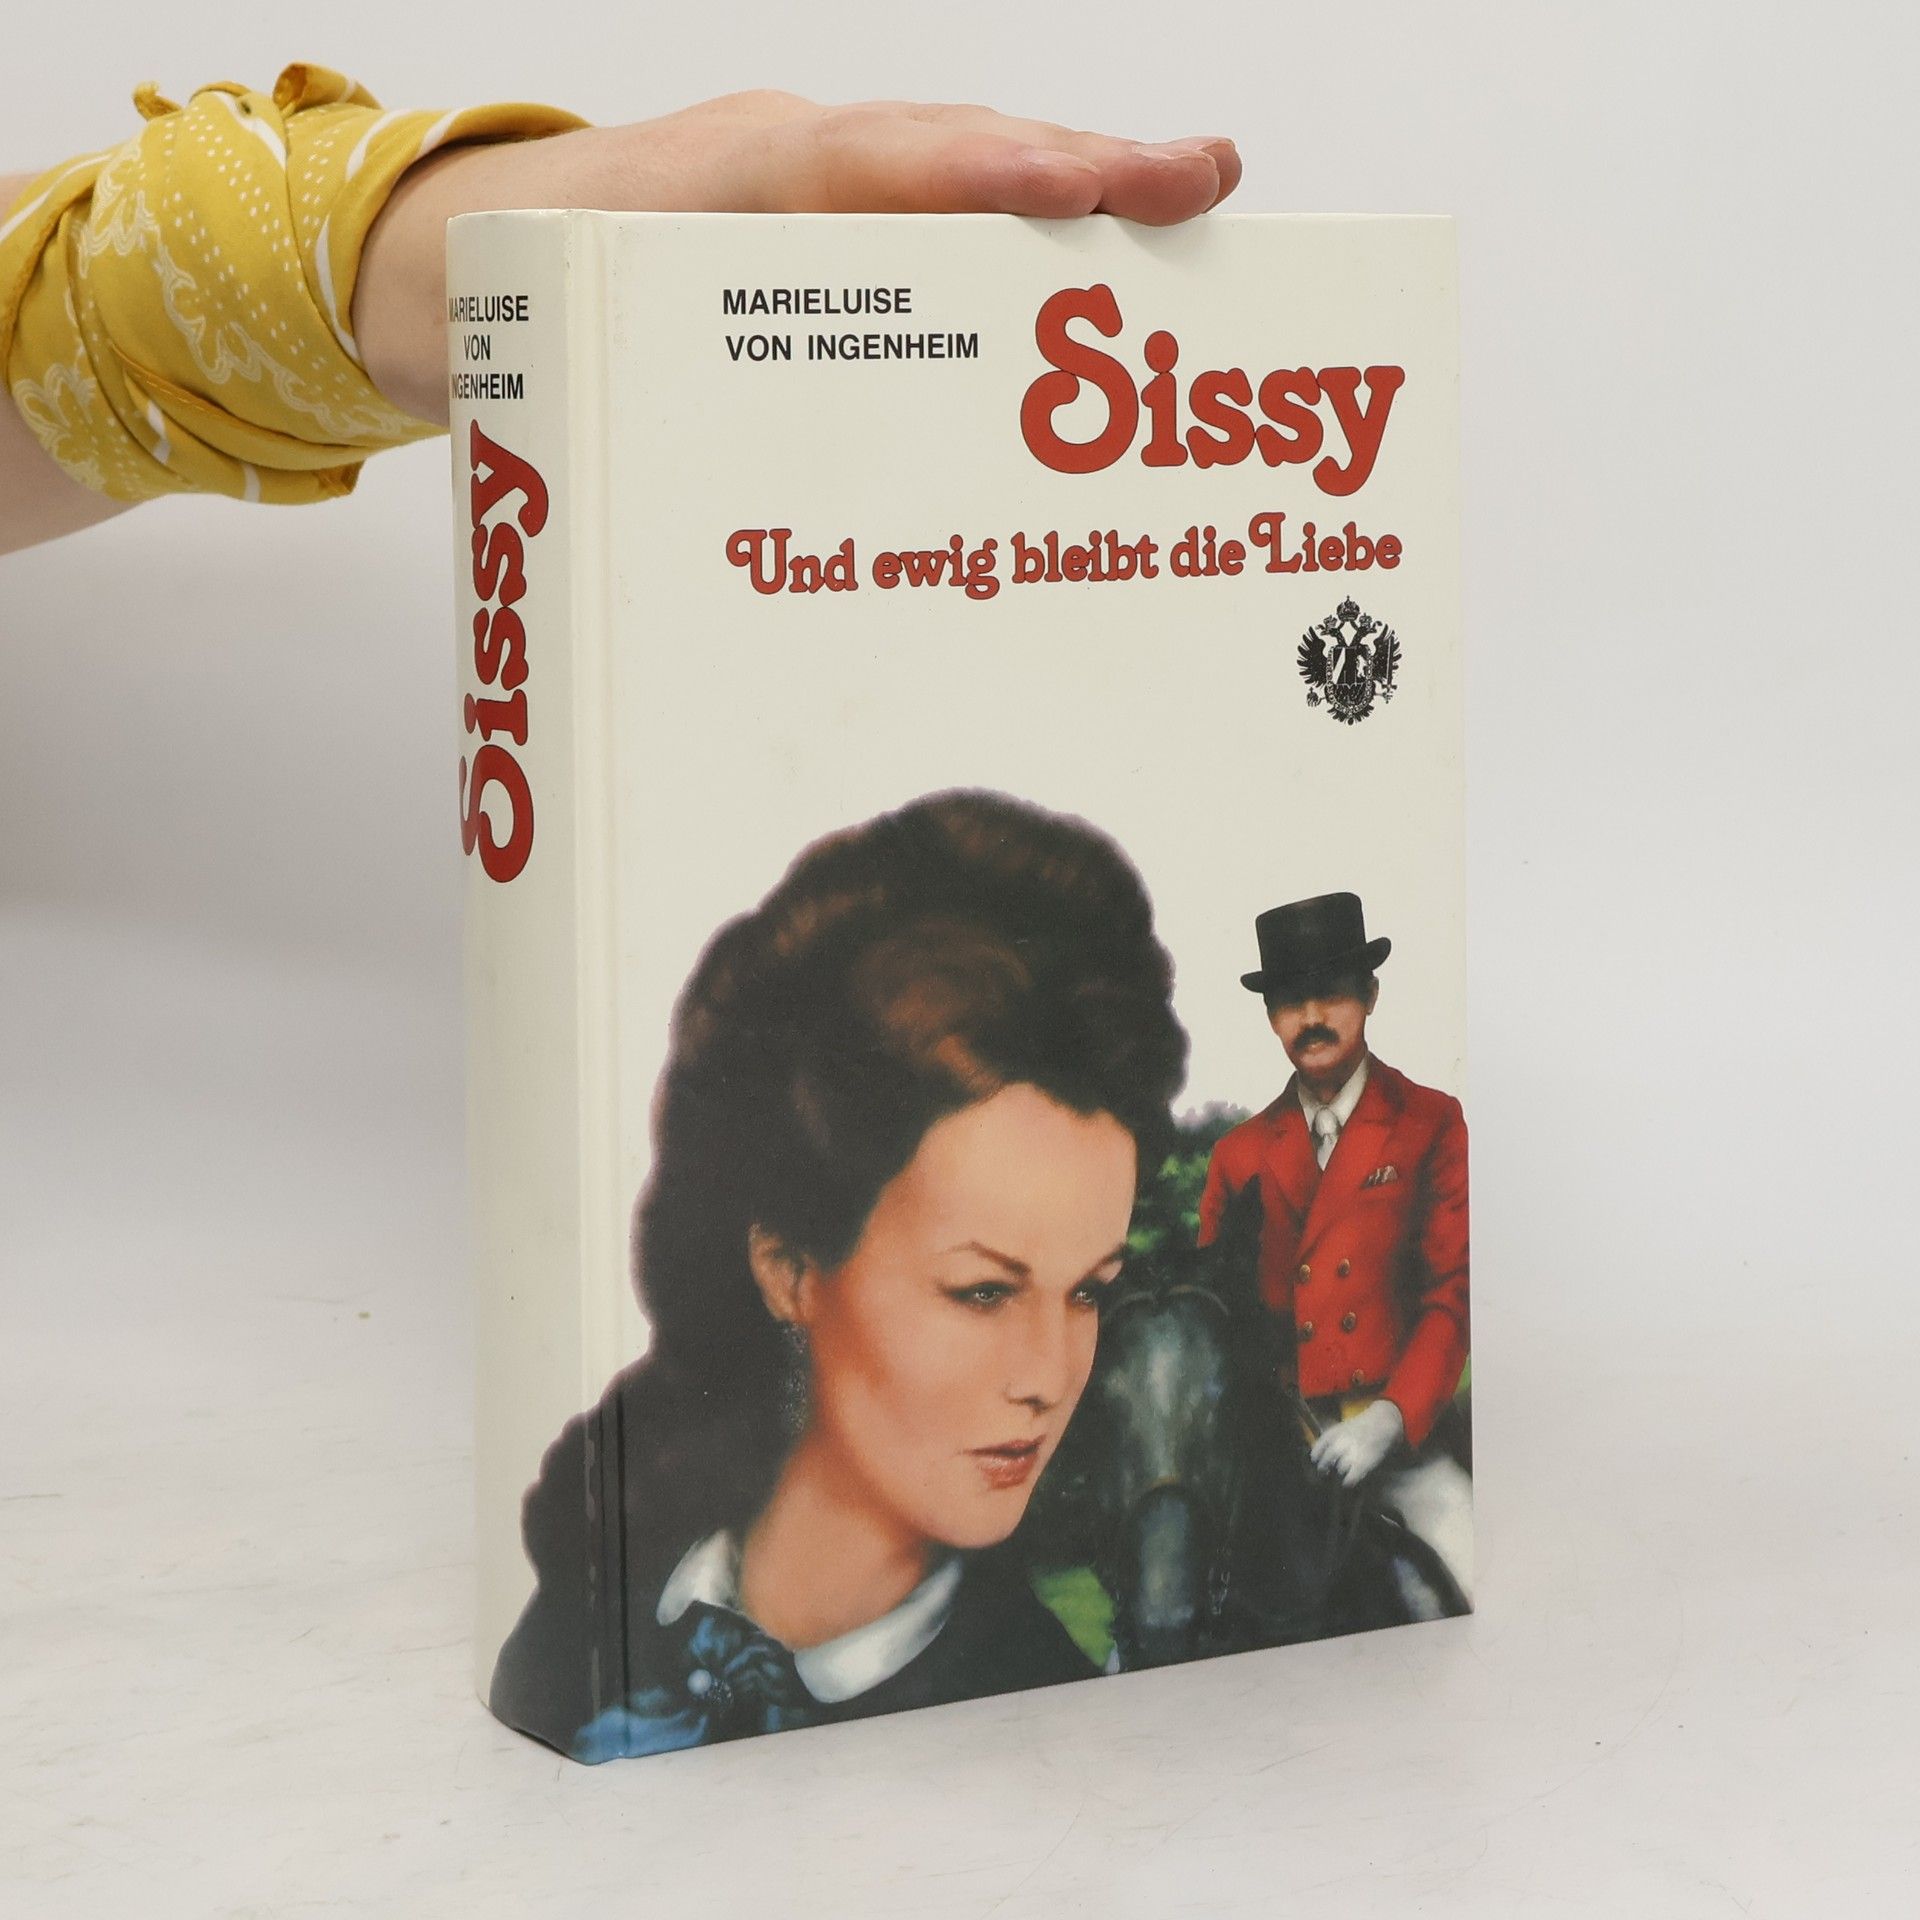 MARIELUISE
VON INGENHEIM
Sissy
Und ewig bleibt die Liebe
MARIELUISE
VON
INGENHEIM
Sissy